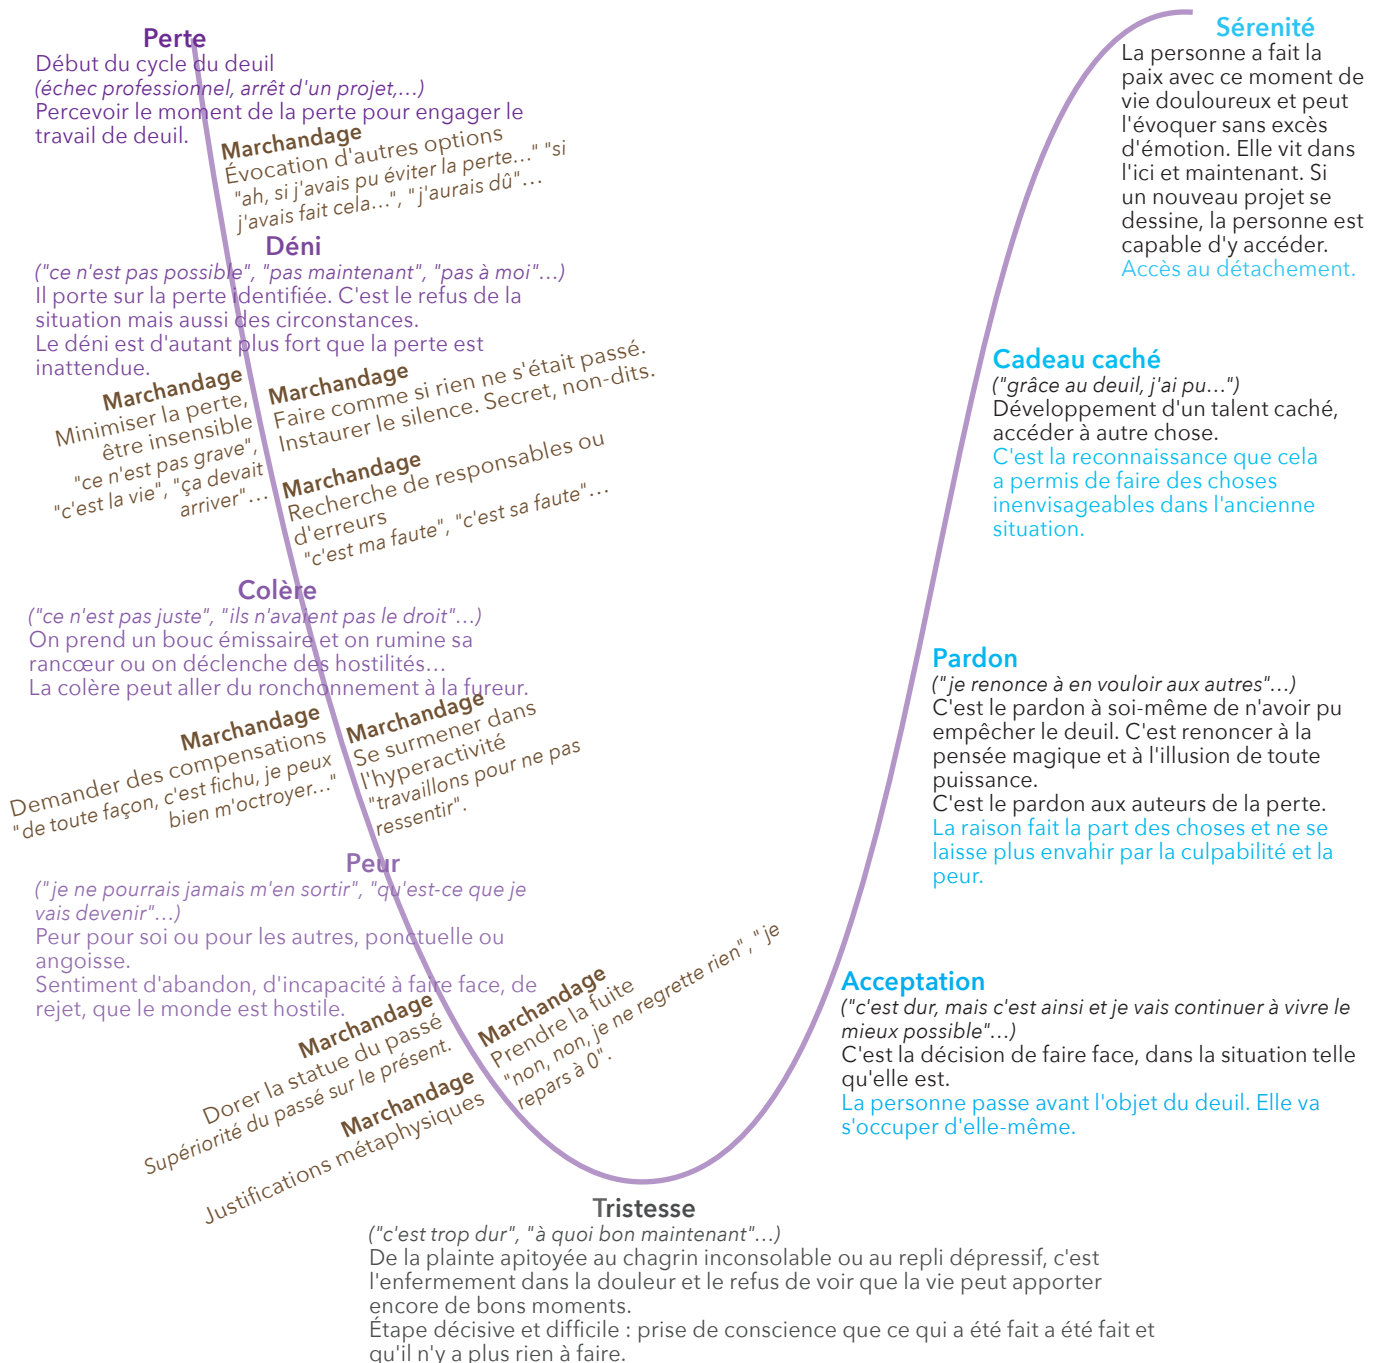 Perte
Début du cycle du deuil
(échec professionnel, arrêt d'un projet,…)
Percevoir le moment de la perte pour engager le
travail de deuil.
Marchandage
Évocation d'autres options
"ah, si j'avais pu éviter la perte…" "si
j'avais fait cela…", "j'aurais dû"…
Déni
("ce n'est pas possible", "pas maintenant", "pas à moi"…)
Il porte sur la perte identifiée. C'est le refus de la
situation mais aussi des circonstances.
Le déni est d'autant plus fort que la perte est
inattendue.
Marchandage
Minimiser la perte,
être insensible
"ce n'est pas grave",
"c'est la vie", "ça devait
arriver"…
Marchandage
Faire comme si rien ne s'était passé.
Instaurer le silence. Secret, non-dits.
Marchandage
Recherche de responsables ou
d'erreurs
"c'est ma faute", "c'est sa faute"…
Colère
("ce n'est pas juste", "ils n'avaient pas le droit"…)
On prend un bouc émissaire et on rumine sa
rancœur ou on déclenche des hostilités…
La colère peut aller du ronchonnement à la fureur.
Marchandage
Demander des compensations
"de toute façon, c'est fichu, je peux
bien m'octroyer…"
Marchandage
Se surmener dans
l'hyperactivité
"travaillons pour ne pas
ressentir".
Peur
("je ne pourrais jamais m'en sortir", "qu'est-ce que je
vais devenir"…)
Peur pour soi ou pour les autres, ponctuelle ou
angoisse.
Sentiment d'abandon, d'incapacité à faire face, de
rejet, que le monde est hostile.
Marchandage
Dorer la statue du passé
Supériorité du passé sur le présent.
Marchandage
Justifications métaphysiques
Marchandage
Prendre la fuite
"non, non, je ne regrette rien", "je
repars à 0".
Tristesse
("c'est trop dur", "à quoi bon maintenant"…)
De la plainte apitoyée au chagrin inconsolable ou au repli dépressif, c'est
l'enfermement dans la douleur et le refus de voir que la vie peut apporter
encore de bons moments.
Étape décisive et difficile : prise de conscience que ce qui a été fait a été fait et
qu'il n'y a plus rien à faire.
Acceptation
("c'est dur, mais c'est ainsi et je vais continuer à vivre le
mieux possible"…)
C'est la décision de faire face, dans la situation telle
qu'elle est.
La personne passe avant l'objet du deuil. Elle va
s'occuper d'elle-même.
Pardon
("je renonce à en vouloir aux autres"…)
C'est le pardon à soi-même de n'avoir pu
empêcher le deuil. C'est renoncer à la
pensée magique et à l'illusion de toute
puissance.
C'est le pardon aux auteurs de la perte.
La raison fait la part des choses et ne se
laisse plus envahir par la culpabilité et la
peur.
Cadeau caché
("grâce au deuil, j'ai pu…")
Développement d'un talent caché,
accéder à autre chose.
C'est la reconnaissance que cela
a permis de faire des choses
inenvisageables dans l'ancienne
situation.
Sérenité
La personne a fait la
paix avec ce moment de
vie douloureux et peut
l'évoquer sans excès
d'émotion. Elle vit dans
l'ici et maintenant. Si
un nouveau projet se
dessine, la personne est
capable d'y accéder.
Accès au détachement.